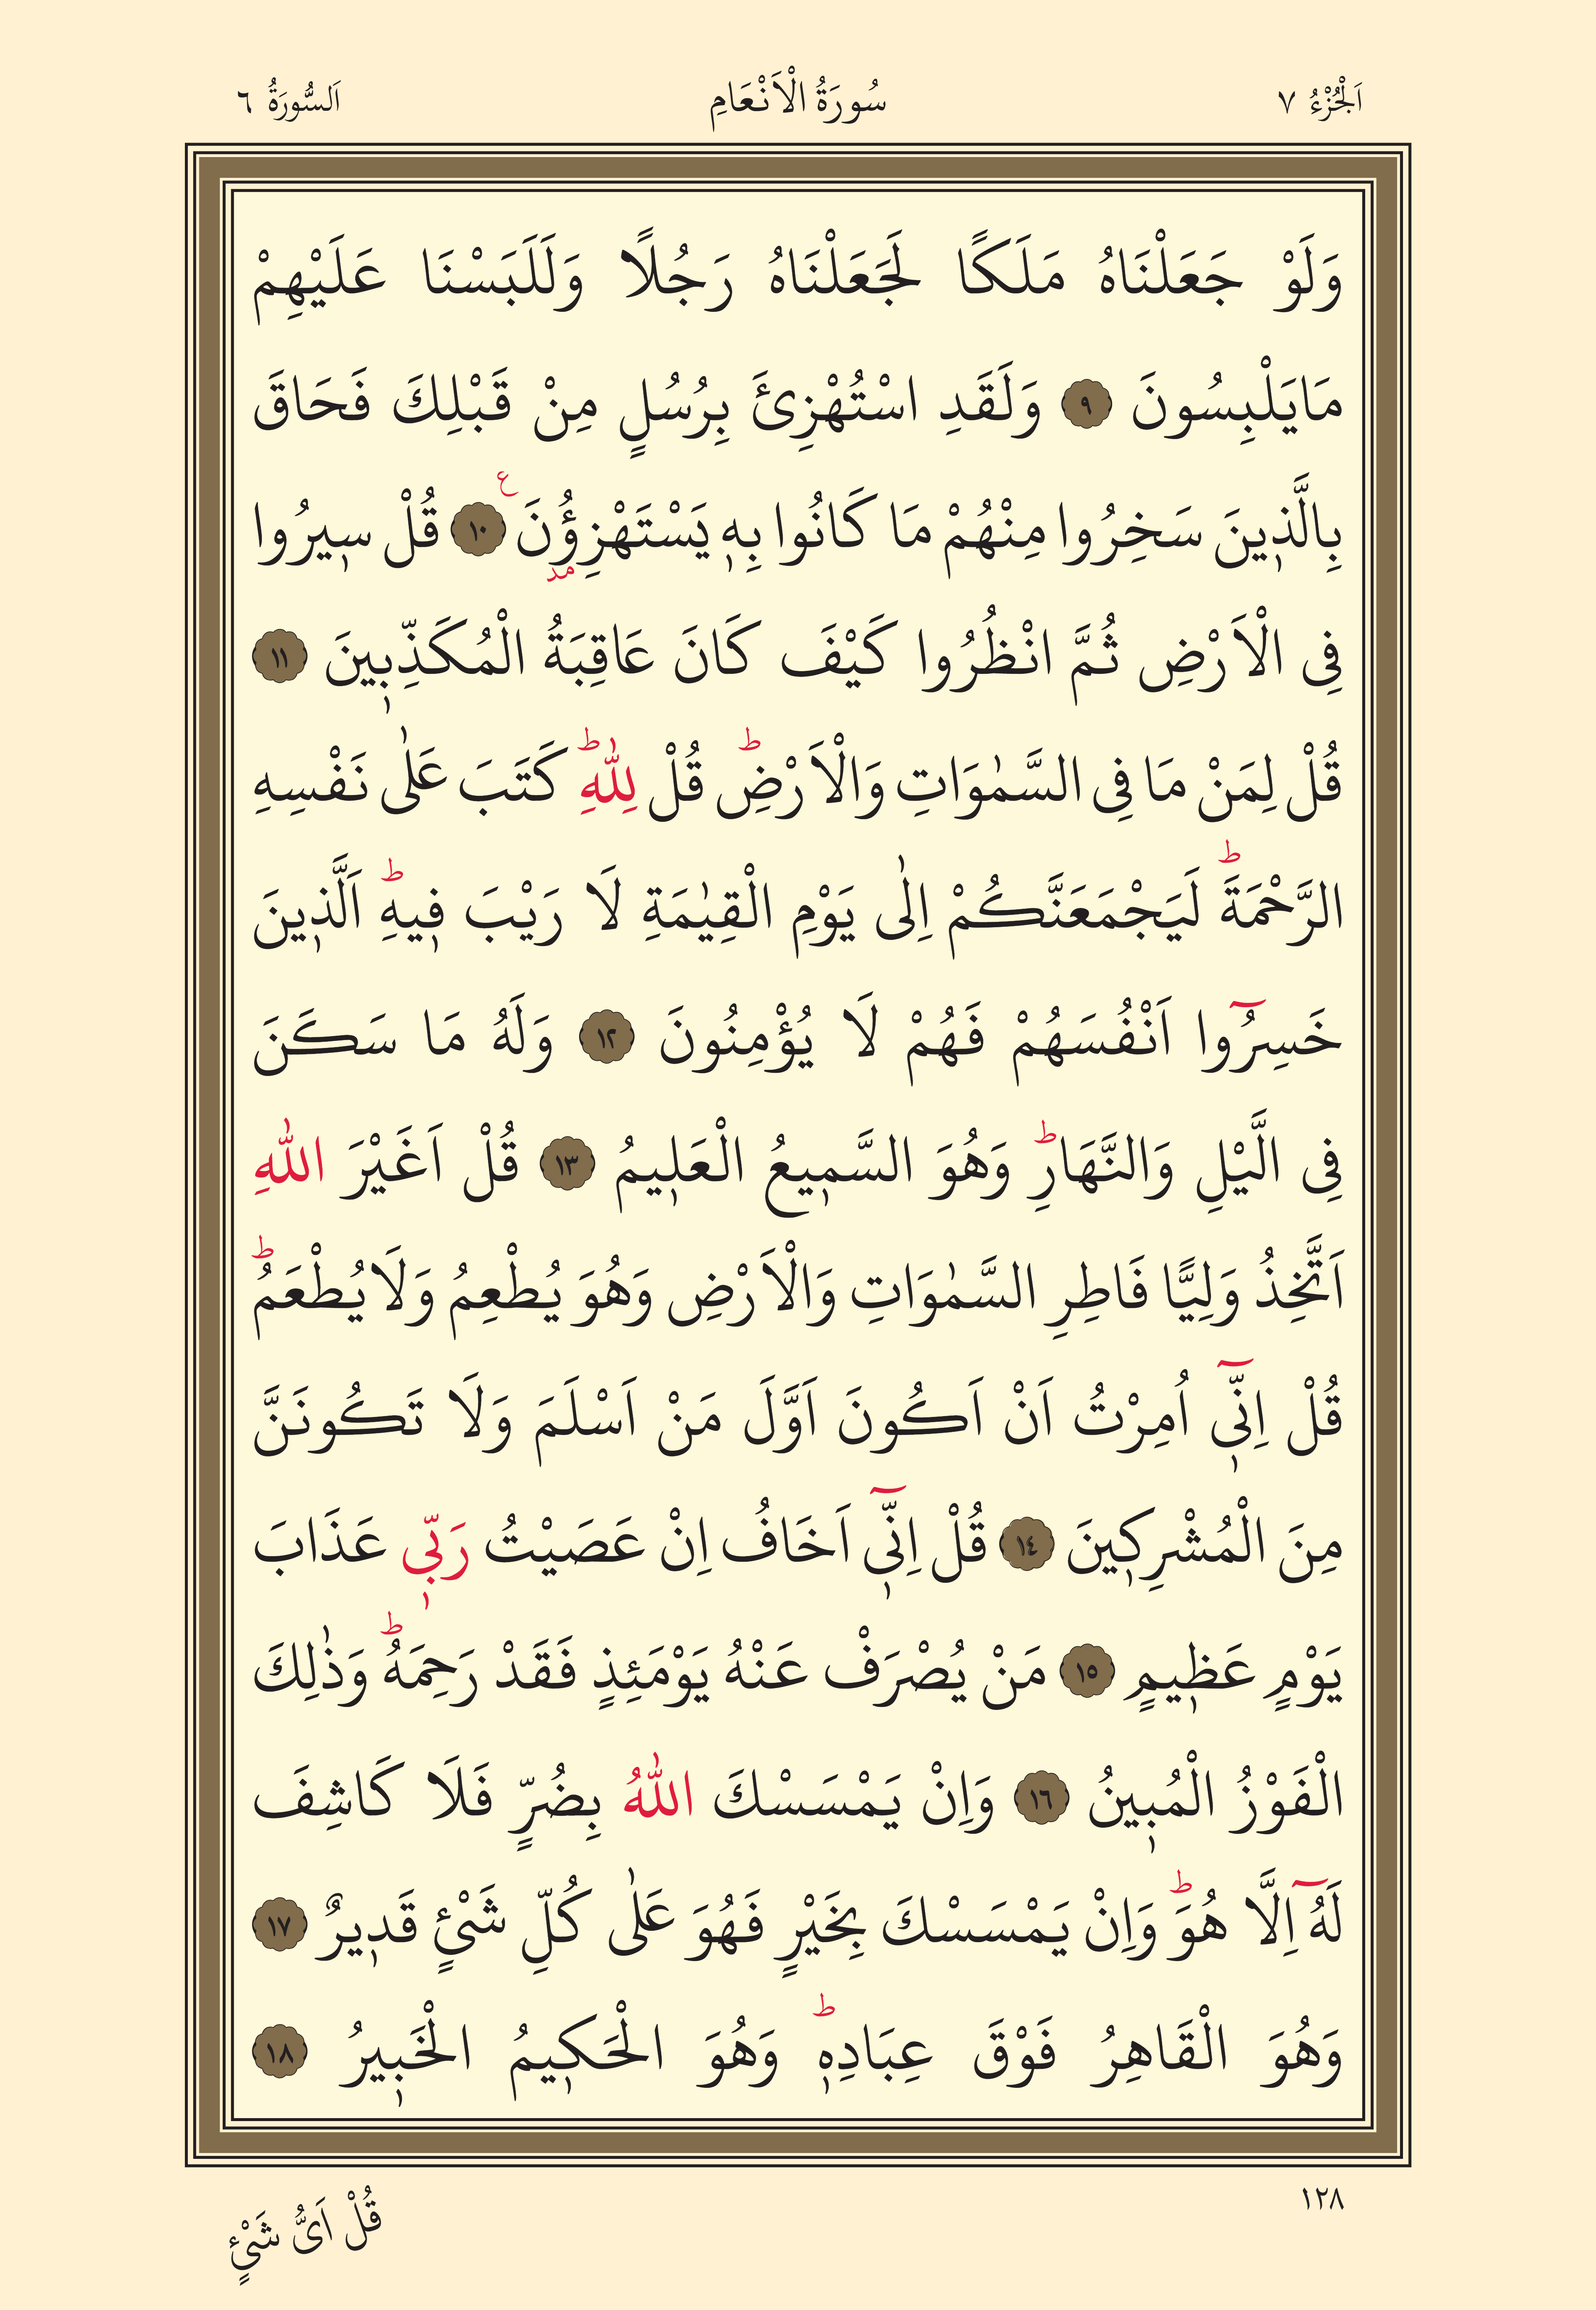 اَلْجُزْءُ ٧
سُورَةُ الْاَنْعَامِ
اَلسُّورَةُ ٦
وَلَوْ جَعَلْنَاهُ مَلَكًا لَجَعَلْنَاهُ رَجُلًا وَلَلَبَسْنَا عَلَيْهِمْ
مَايَلْبِسُونَ ٩ وَلَقَدِ اسْتُهْزِئَ بِرُسُلٍ مِنْ قَبْلِكَ فَحَاقَ
بِالَّذ۪ينَ سَخِرُوا مِنْهُمْ مَا كَانُوا بِه۪ يَسْتَهْزِؤُ۫نَ ع مد ١٠ قُلْ س۪يرُوا
فِى الْاَرْضِ ثُمَّ انْظُرُوا كَيْفَ كَانَ عَاقِبَةُ الْمُكَذِّب۪ينَ ١١
قُلْ لِمَنْ مَا فِى السَّمٰوَاتِ وَالْاَرْضِۜ قُلْ لِلّٰهِۜ كَتَبَ عَلٰى نَفْسِهِ
الرَّحْمَةَۜ لَيَجْمَعَنَّكُمْ اِلٰى يَوْمِ الْقِيٰمَةِ لَا رَيْبَ ف۪يهِۜ اَلَّذ۪ينَ
خَسِرُٓوا اَنْفُسَهُمْ فَهُمْ لَا يُؤْمِنُونَ ١٢ وَلَهُ مَا سَكَنَ
فِى الَّيْلِ وَالنَّهَارِۜ وَهُوَ السَّم۪يعُ الْعَل۪يمُ ١٣ قُلْ اَغَيْرَ اللّٰهِ
اَتَّخِذُ وَلِيًّا فَاطِرِ السَّمٰوَاتِ وَالْاَرْضِ وَهُوَ يُطْعِمُ وَلَايُطْعَمُۜ
قُلْ اِنّ۪ٓى اُمِرْتُ اَنْ اَكُونَ اَوَّلَ مَنْ اَسْلَمَ وَلَا تَكُونَنَّ
مِنَ الْمُشْرِك۪ينَ ١٤ قُلْ اِنّ۪ٓى اَخَافُ اِنْ عَصَيْتُ رَبّ۪ى عَذَابَ
يَوْمٍ عَظ۪يمٍ ١٥ مَنْ يُصْرَفْ عَنْهُ يَوْمَئِذٍ فَقَدْ رَحِمَهُۜ وَذٰلِكَ
الْفَوْزُ الْمُب۪ينُ ١٦ وَاِنْ يَمْسَسْكَ اللّٰهُ بِضُرٍّ فَلَا كَاشِفَ
لَهُٓ اِلَّا هُوَۜ وَاِنْ يَمْسَسْكَ بِخَيْرٍ فَهُوَ عَلٰى كُلِّ شَىْءٍ قَد۪يرٌ ١٧
وَهُوَ الْقَاهِرُ فَوْقَ عِبَادِه۪ۜ وَهُوَ الْحَك۪يمُ الْخَب۪يرُ ١٨
١٢٨
قُلْ اَىُّ شَىْءٍ